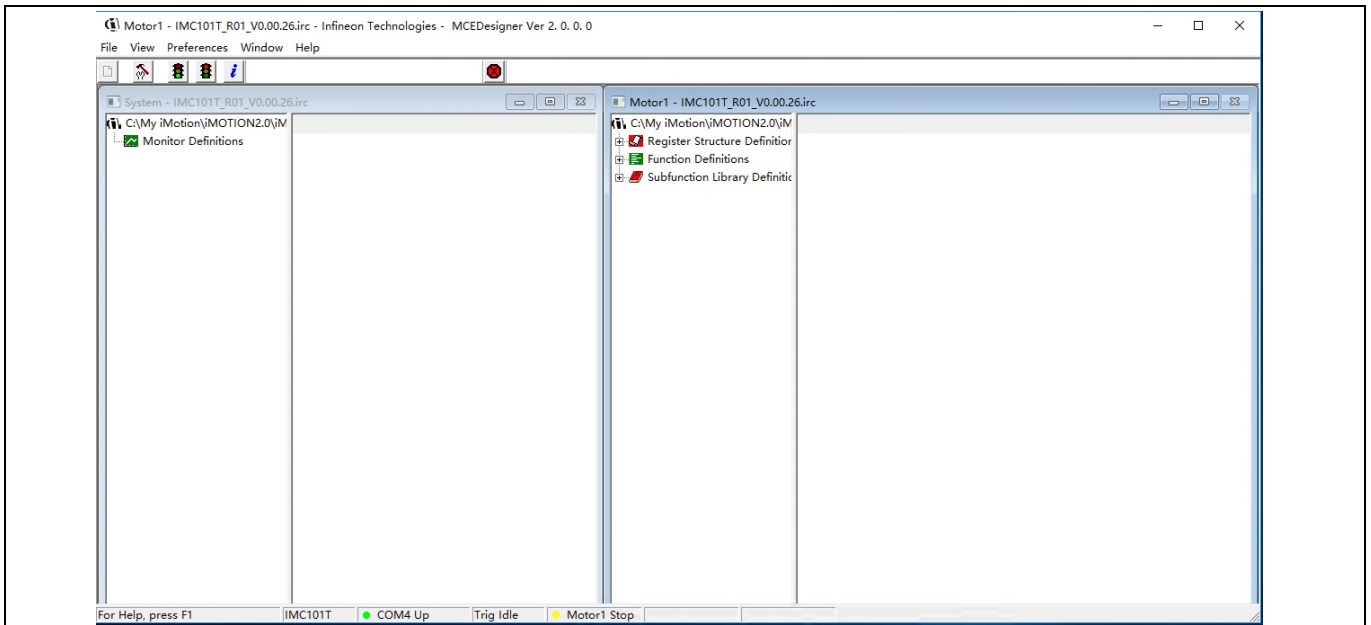 Motor1 - IMC101T_R01_V0.00.26.irc - Infineon Technologies - MCEDesigner Ver 2. 0. 0. 0
File View Preferences Window Help
System - IMC101T_R01_V0.00.26.irc
C:\My iMotion\iMOTION2.0\iM
Monitor Definitions
Motor1 - IMC101T_R01_V0.00.26.irc
C:\My iMotion\iMOTION2.0\iM
Register Structure Definition
Function Definitions
Subfunction Library Definitic
For Help, press F1 IMC101T COM4 Up Trig Idle Motor1 Stop